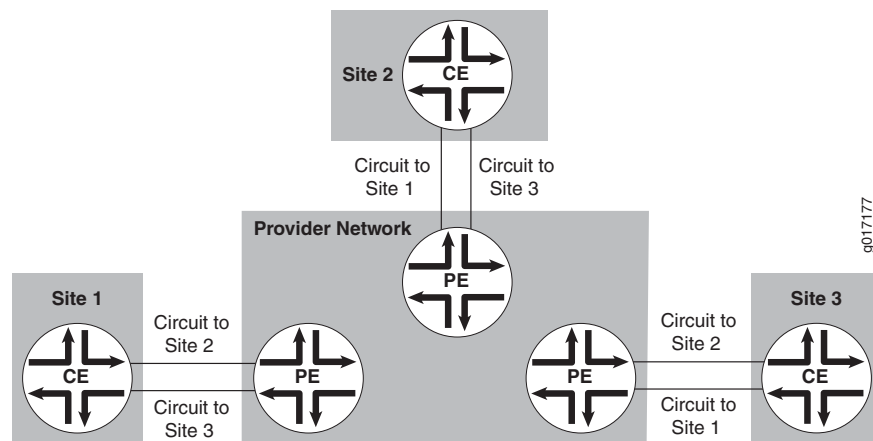 Site 2
CE
Circuit to
Site 1
Circuit to
Site 3
Provider Network
PE
g017177
Site 1
CE
Circuit to
Site 2
Circuit to
Site 3
PE
PE
Circuit to
Site 2
Circuit to
Site 1
Site 3
CE